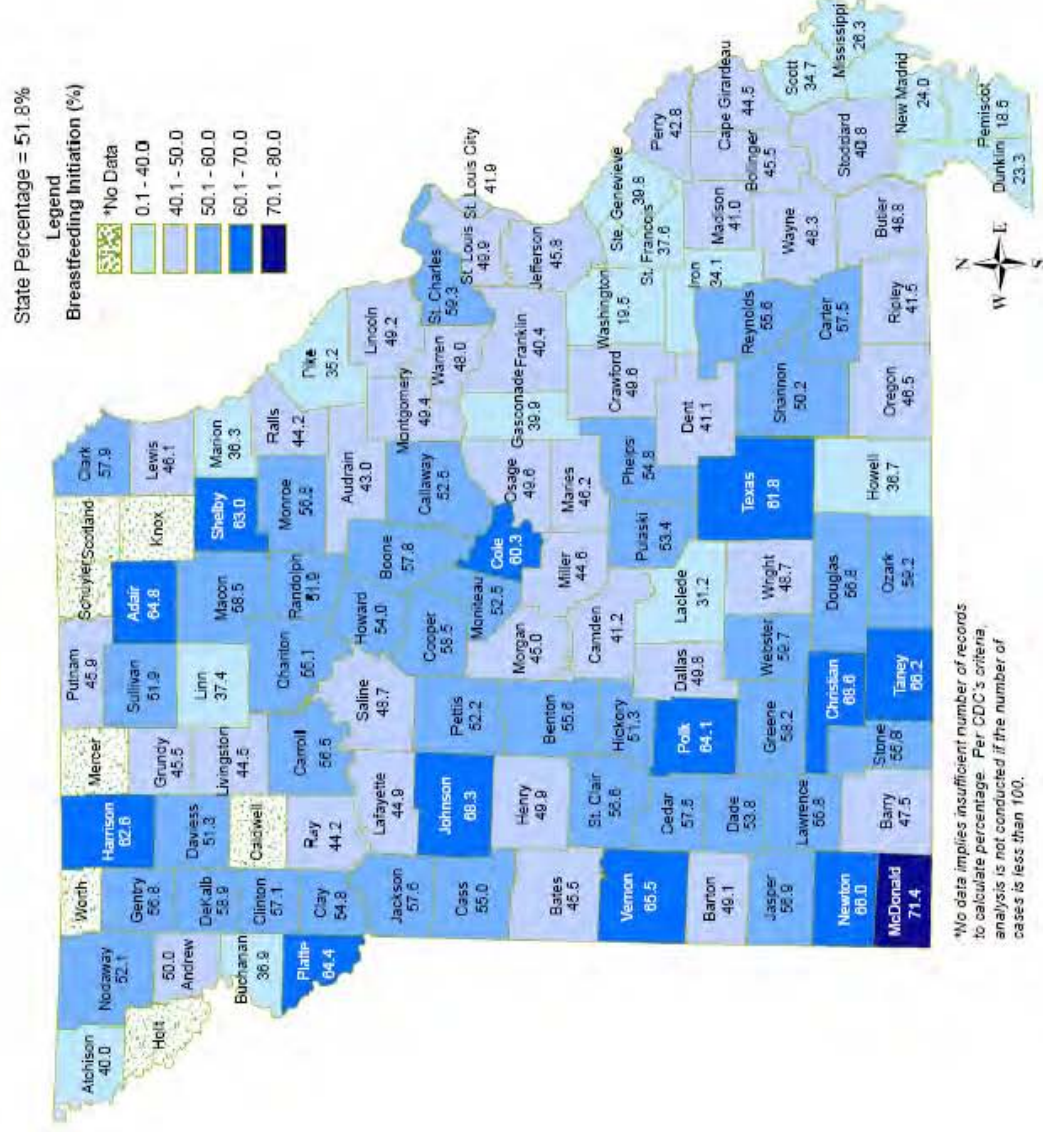 State Percentage = 51.8%
Legend
Breastfeeding Initiation (%)
*No Data
0.1 - 40.0
40.1 - 50.0
50.1 - 60.0
60.1 - 70.0
70.1 - 80.0
Atchison
40.0
Nodaway
52.1
Worth
Harrison
62.6
Mercer
Putnam
45.9
Schuyler
Scotland
Clark
57.9
Holt
50.0
Andrew
Gentry
56.8
DeKalb
58.9
Daviess
51.3
Grundy
45.5
Sullivan
51.9
Adair
64.8
Knox
Lewis
46.1
Buchanan
36.9
Clinton
57.1
Caldwell
Livingston
44.5
Linn
37.4
Macon
58.5
Shelby
63.0
Marion
36.3
Platte
64.4
Clay
54.8
Ray
44.2
Carroll
56.5
Chariton
55.1
Randolph
51.9
Monroe
56.8
Ralls
44.2
Pike
35.2
Jackson
57.6
Lafayette
44.9
Saline
48.7
Howard
54.0
Boone
57.8
Audrain
43.0
Montgomery
49.4
Lincoln
49.2
Warren
48.0
St. Charles
59.3
Cass
55.0
Johnson
68.3
Pettis
52.2
Cooper
58.5
Moniteau
52.5
Cole
60.3
Callaway
52.5
Osage
49.6
Gasconade
39.9
Franklin
40.4
St. Louis
49.9
St. Louis City
41.9
Jefferson
45.8
Bates
45.5
Henry
49.9
Benton
55.6
Morgan
45.0
Miller
44.6
Maries
46.2
Camden
41.2
Phelps
54.8
Crawford
49.6
Washington
19.5
Ste. Genevieve
39.8
St. Francois
37.6
Perry
42.8
Vernon
65.5
St. Clair
56.6
Hickory
51.3
Cedar
57.6
Polk
64.1
Dallas
49.8
Laclede
31.2
Pulaski
53.4
Dent
41.1
Iron
34.1
Madison
41.0
Bollinger
45.5
Cape Girardeau
44.5
Barton
49.1
Dade
53.8
Greene
58.2
Webster
59.7
Wright
48.7
Texas
61.8
Shannon
50.2
Reynolds
55.6
Wayne
48.3
Scott
34.7
Mississippi
26.3
Jasper
56.9
Lawrence
55.8
Christian
68.6
Douglas
56.8
Howell
36.7
Carter
57.5
Stoddard
40.8
New Madrid
24.0
Newton
66.0
McDonald
71.4
Barry
47.5
Stone
55.8
Taney
66.2
Ozark
59.2
Oregon
46.5
Ripley
41.5
Butler
48.8
Dunklin
23.3
Pemiscot
18.6
N
W
E
S
*No data implies insufficient number of records
to calculate percentage. Per CDC's criteria,
analysis is not conducted if the number of
cases is less than 100.